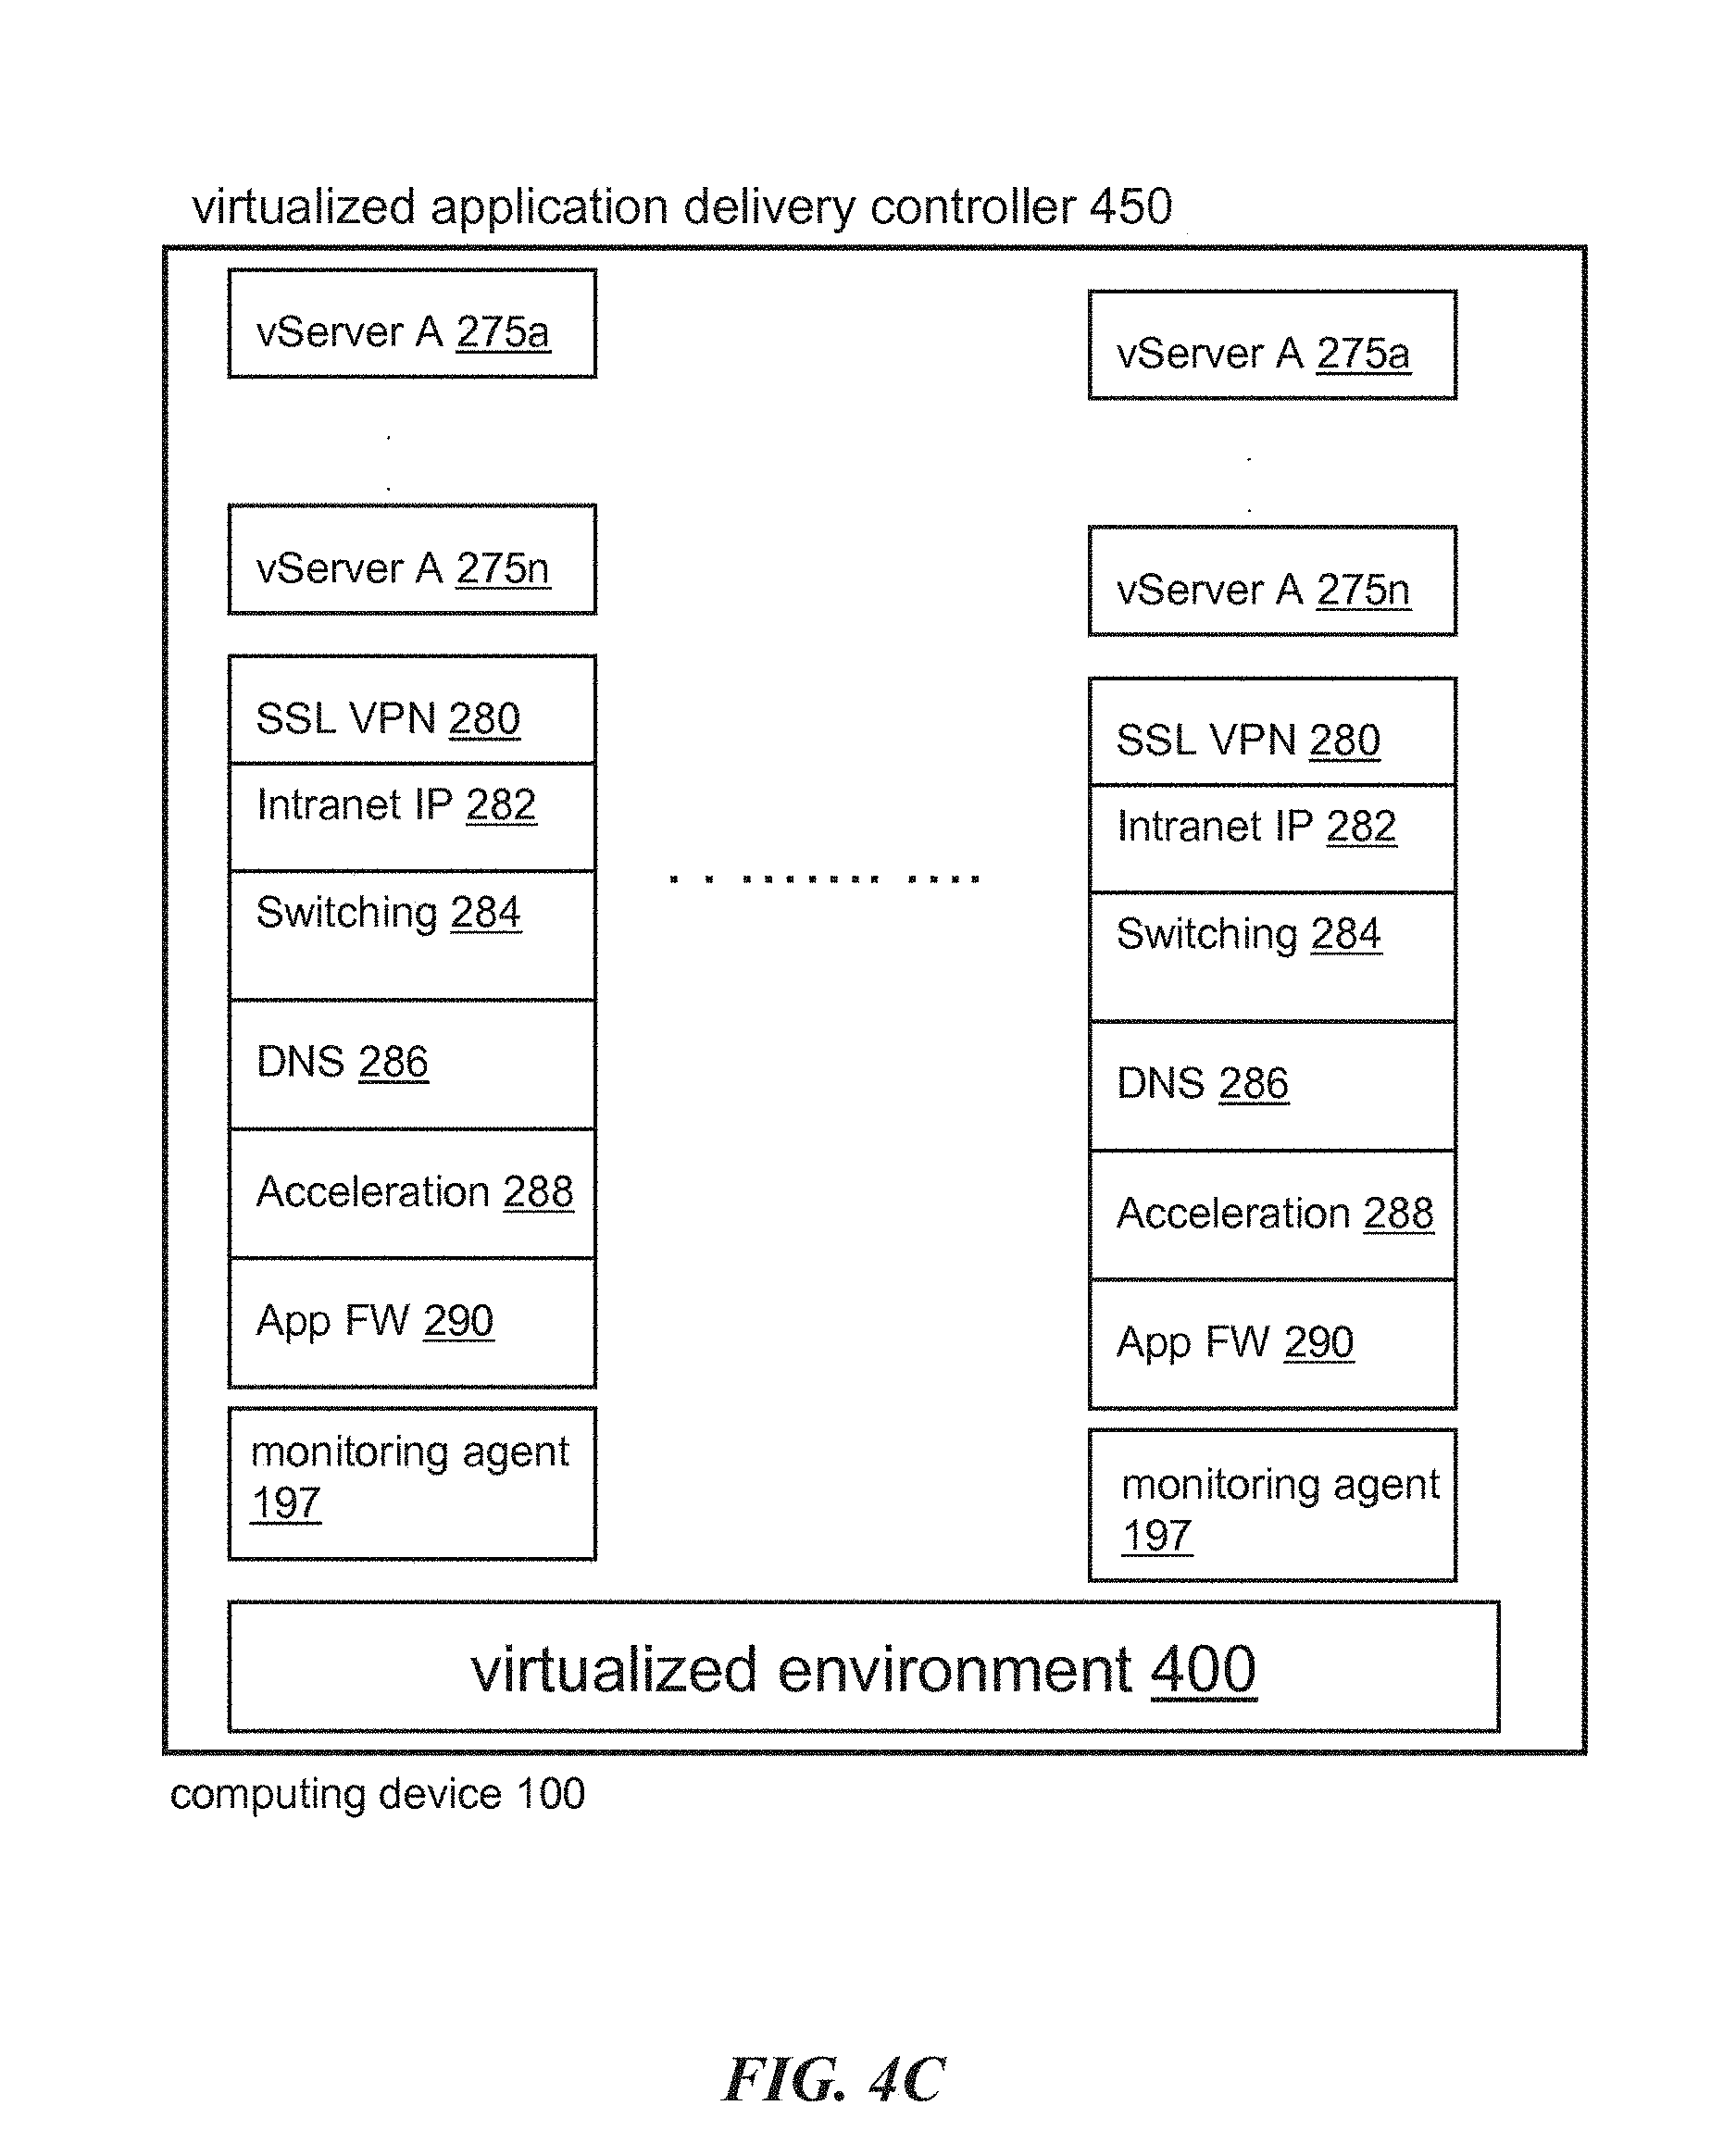 virtualized application delivery controller 450
vServer A 275a
vServer A 275n
SSL VPN 280
Intranet IP 282
Switching 284
DNS 286
Acceleration 288
App FW 290
monitoring agent
197
vServer A 275a
vServer A 275n
SSL VPN 280
Intranet IP 282
Switching 284
DNS 286
Acceleration 288
App FW 290
monitoring agent
197
virtualized environment 400
computing device 100
FIG. 4C